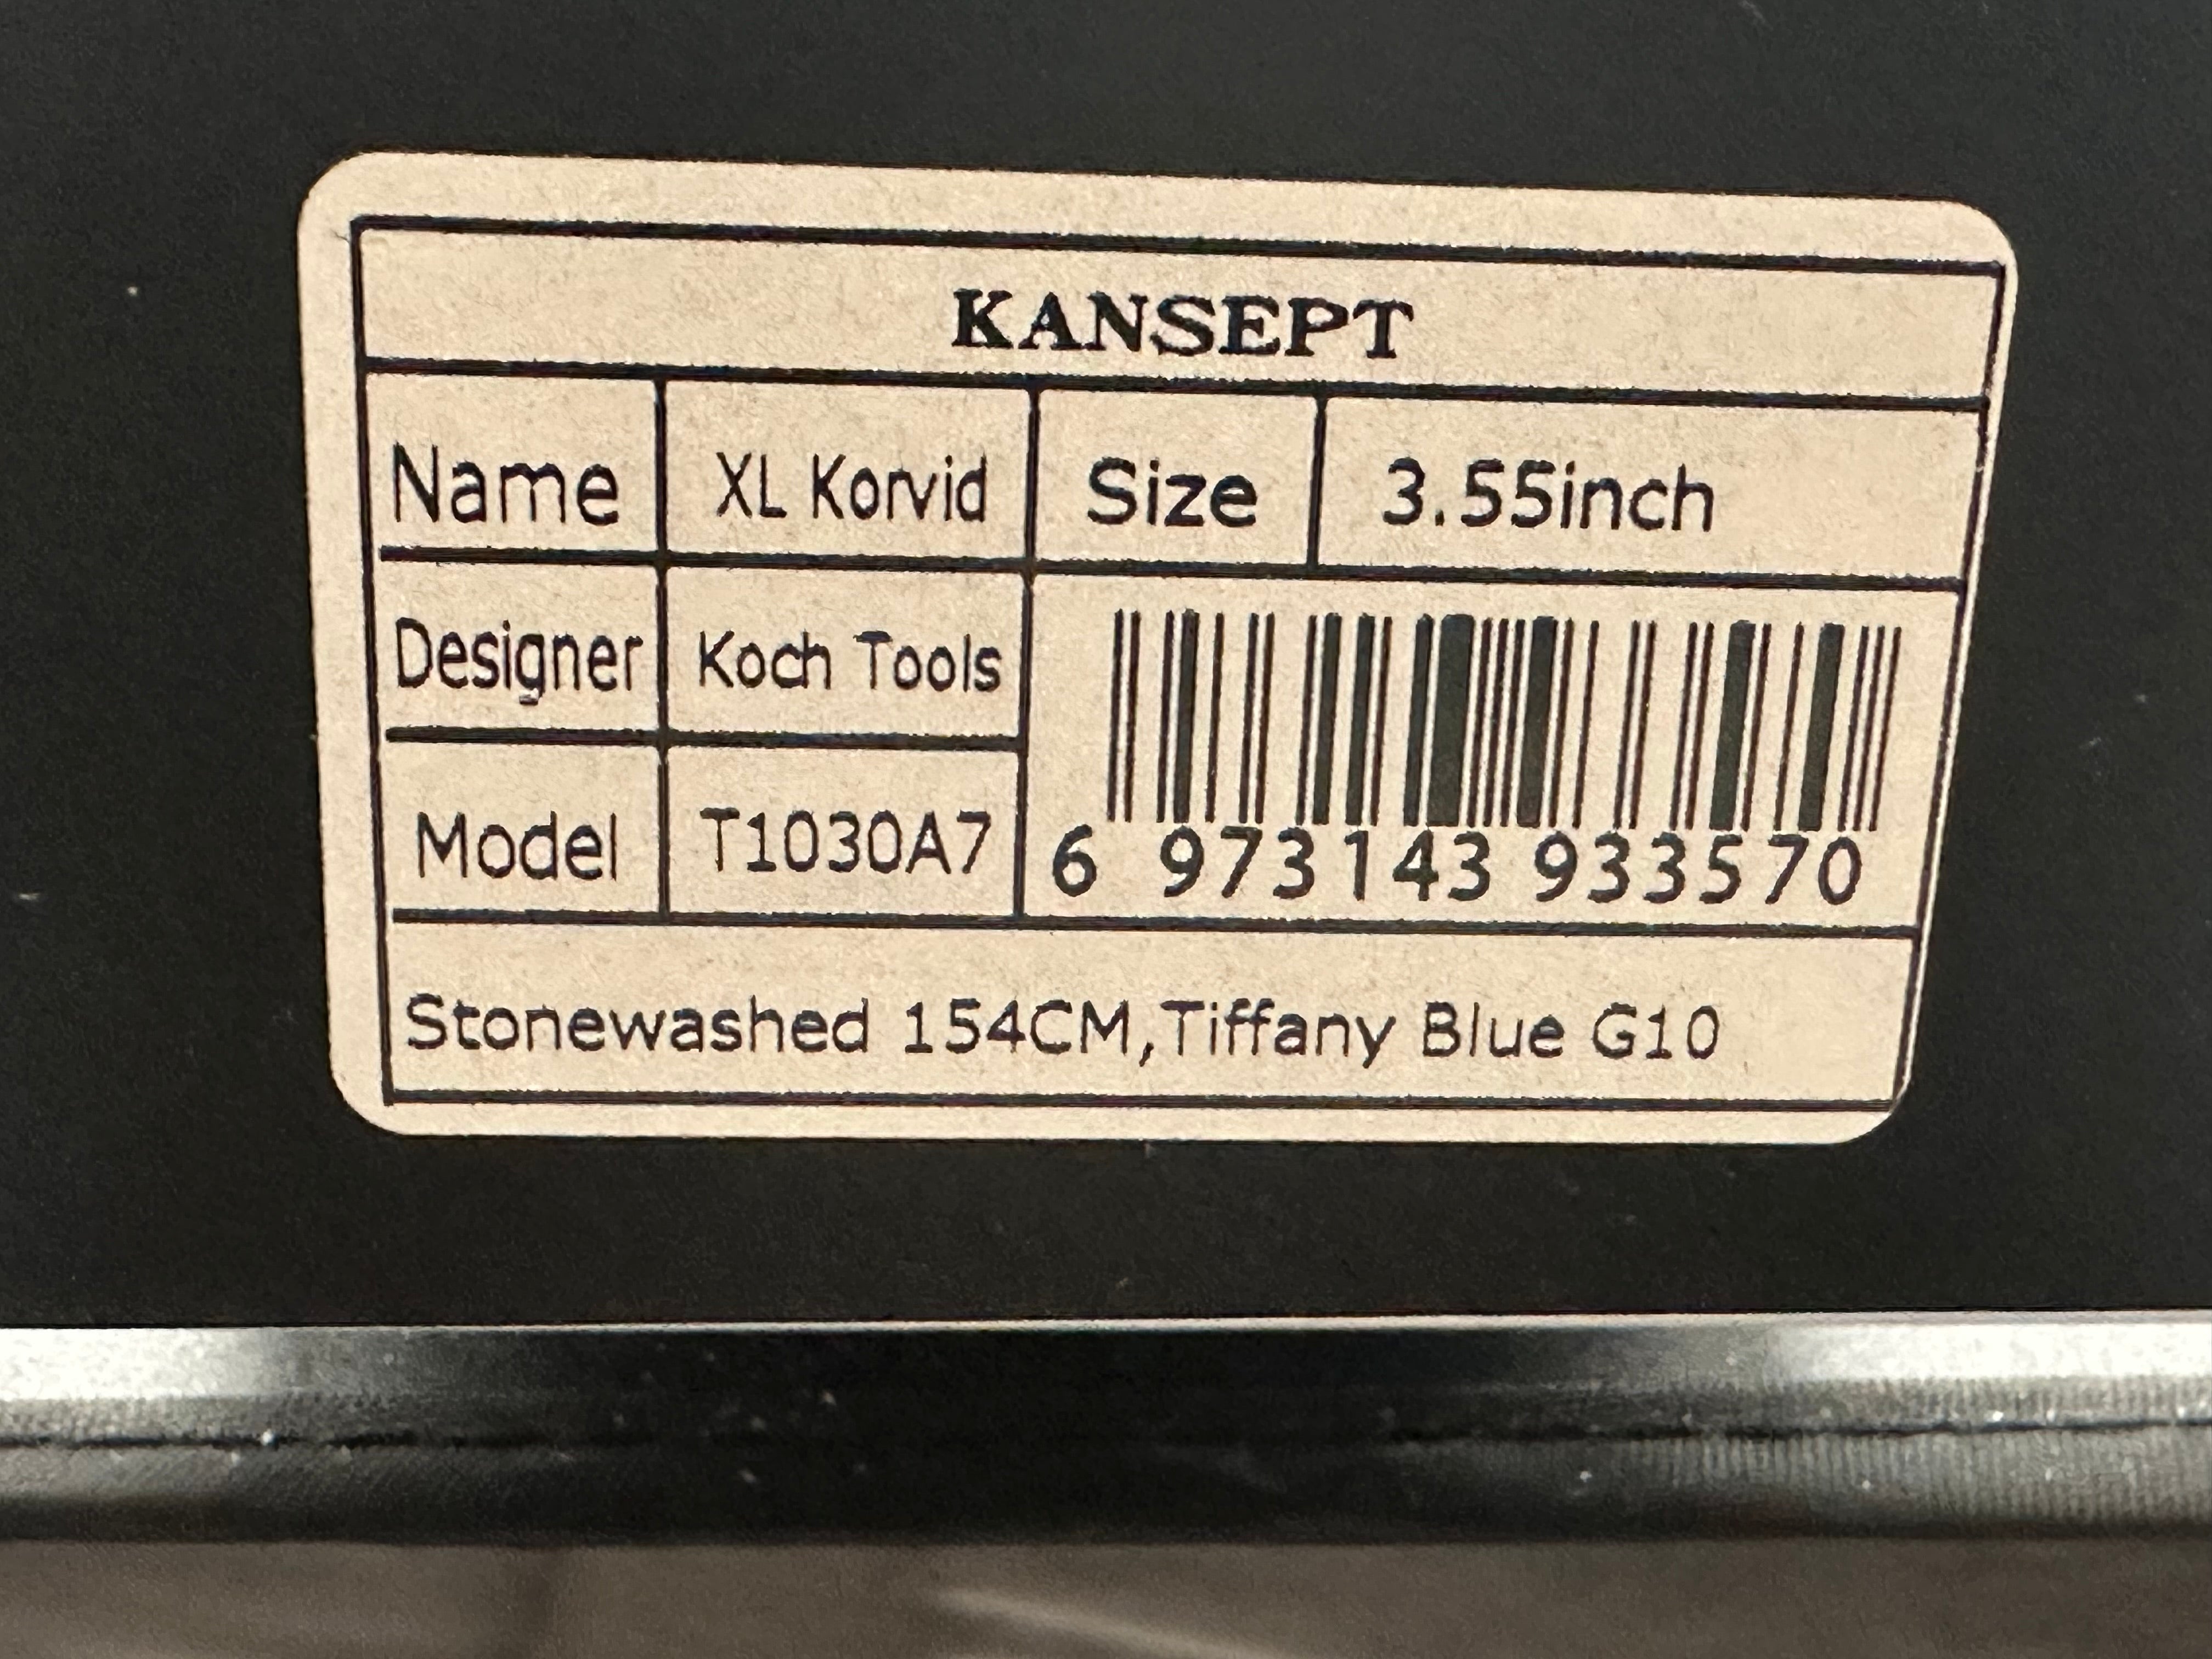 KANSEPT
Name XL Korvid Size 3.55inch
Designer Koch Tools
Model T1030A7 6 973143 933570
Stonewashed 154CM,Tiffany Blue G10